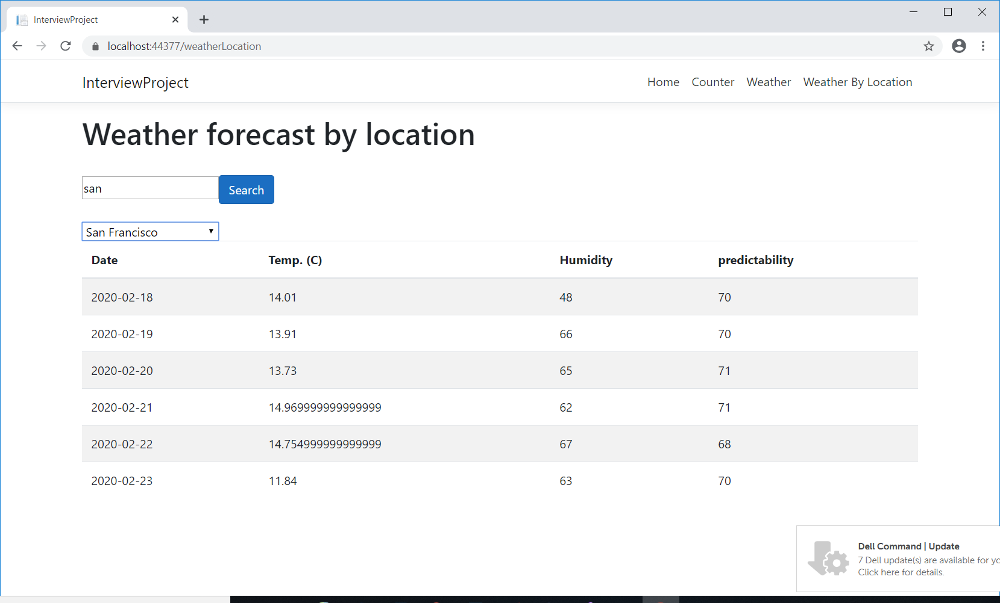 InterviewProject
localhost:44377/weatherLocation
InterviewProject Home Counter Weather Weather By Location
Weather forecast by location
san Search
San Francisco
Date Temp. (C) Humidity predictability
2020-02-18 14.01 48 70
2020-02-19 13.91 66 70
2020-02-20 13.73 65 71
2020-02-21 14.969999999999999 62 71
2020-02-22 14.754999999999999 67 68
2020-02-23 11.84 63 70
Dell Command | Update
7 Dell update(s) are available for
Click here for details.